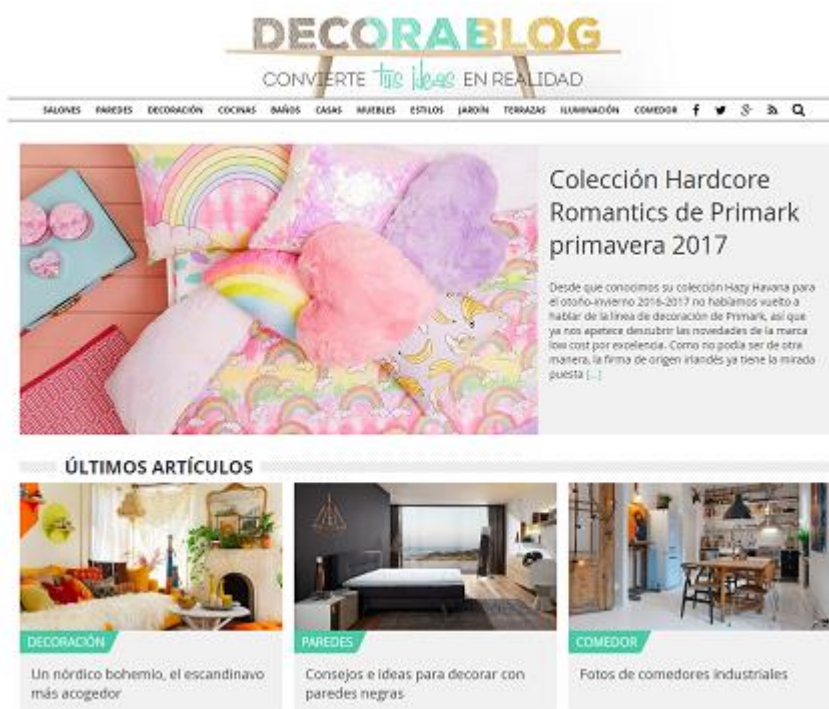 DECORABLOG
CONVIERTE tus ideas EN REALIDAD
SALONES PAREDES DECORACIÓN COCINAS BAÑOS CASAS MUEBLES ESTILOS JARDÍN TERRAZAS ILUMINACIÓN COMEDOR
Colección Hardcore
Romantics de Primark
primavera 2017
Desde que conocimos su colección Hazy Havana para
el otoño-invierno 2016-2017 no habíamos vuelto a
hablar de la línea de decoración de Primark, así que
ya nos apetece descubrir las novedades de la marca
low cost por excelencia. Como no podía ser de otra
manera, la firma de origen irlandés ya tiene la mirada
puesta [...]
ÚLTIMOS ARTÍCULOS
DECORACIÓN
Un nórdico bohemio, el escandinavo
más acogedor
PAREDES
Consejos e ideas para decorar con
paredes negras
COMEDOR
Fotos de comedores industriales